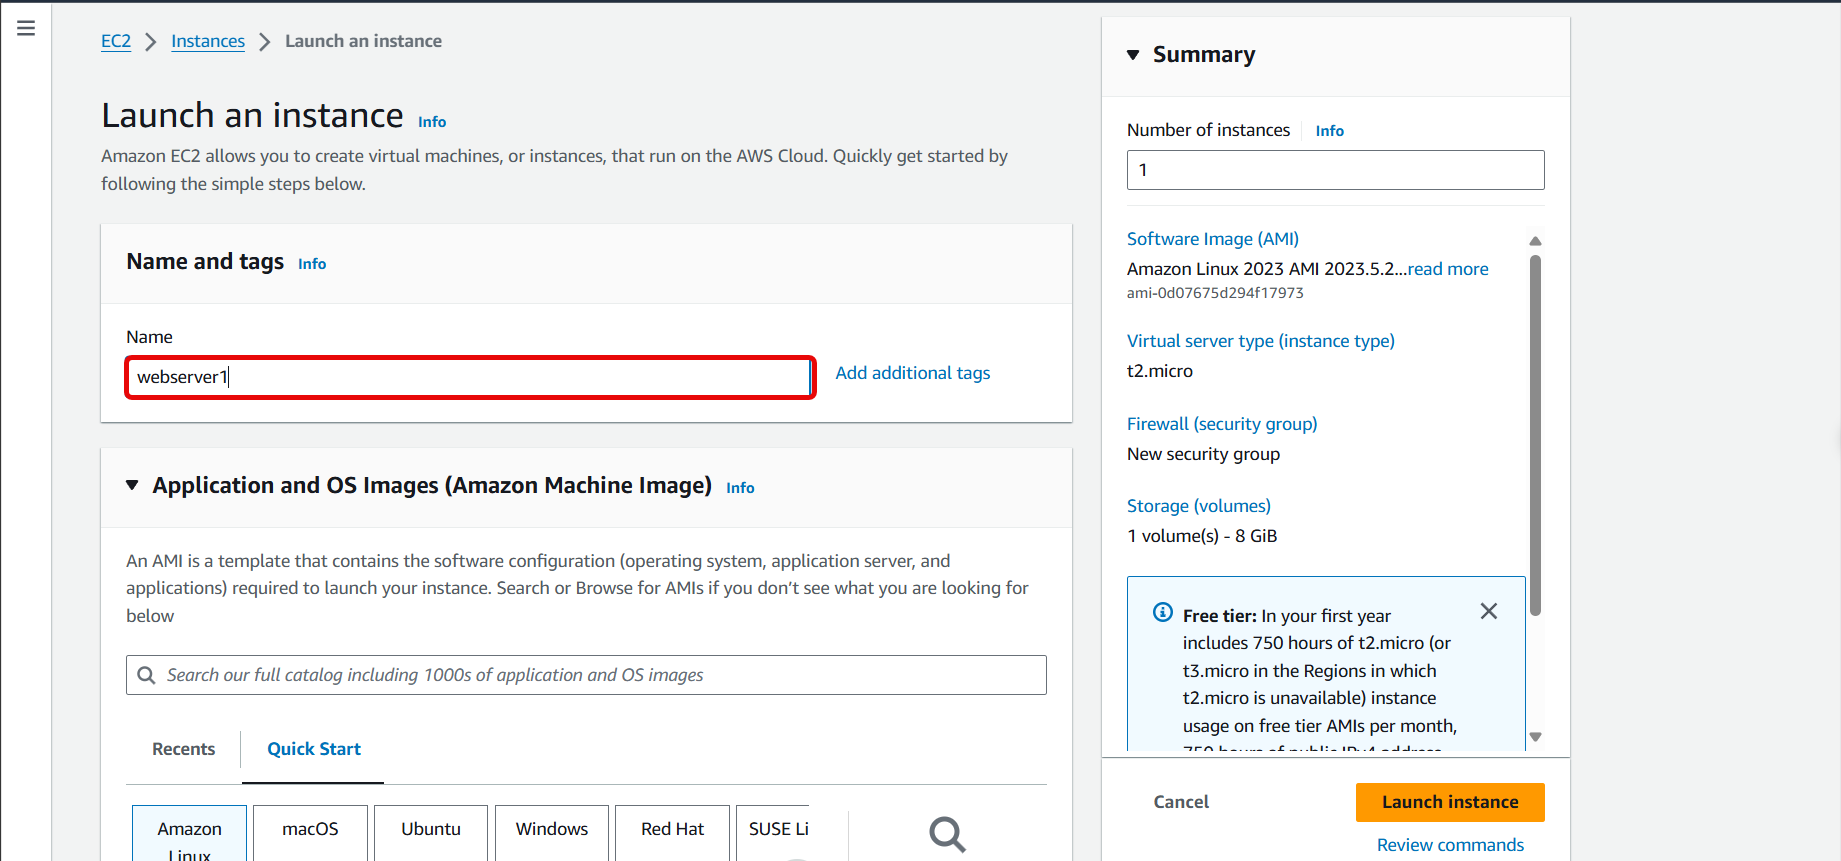 EC2 > Instances > Launch an instance
Launch an instance Info
Amazon EC2 allows you to create virtual machines, or instances, that run on the AWS Cloud. Quickly get started by
following the simple steps below.
Name and tags Info
Name
webserver1
Add additional tags
Application and OS Images (Amazon Machine Image) Info
An AMI is a template that contains the software configuration (operating system, application server, and
applications) required to launch your instance. Search or Browse for AMIs if you don’t see what you are looking for
below
Search our full catalog including 1000s of application and OS images
Recents
Quick Start
Amazon
Linux
macOS
Ubuntu
Windows
Red Hat
SUSE Li
Summary
Number of instances Info
1
Software Image (AMI)
Amazon Linux 2023 AMI 2023.5.2...read more
ami-0d07675d294f17973
Virtual server type (instance type)
t2.micro
Firewall (security group)
New security group
Storage (volumes)
1 volume(s) - 8 GiB
Free tier: In your first year
includes 750 hours of t2.micro (or
t3.micro in the Regions in which
t2.micro is unavailable) instance
usage on free tier AMIs per month,
750 hours of public IPv4 address
Cancel
Launch instance
Review commands